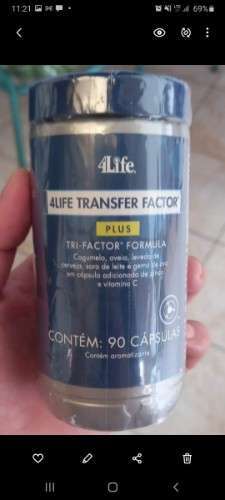 11:21
69%
4Life
4LIFE TRANSFER FACTOR
PLUS
TRI-FACTOR® FORMULA
Cogumelo, aveia, levedo de
cerveja, soro de leite e gema de ovo
em cápsula adicionada de zinco
e vitamina C
CONTÉM: 90 CÁPSULAS
Contém aromatizante